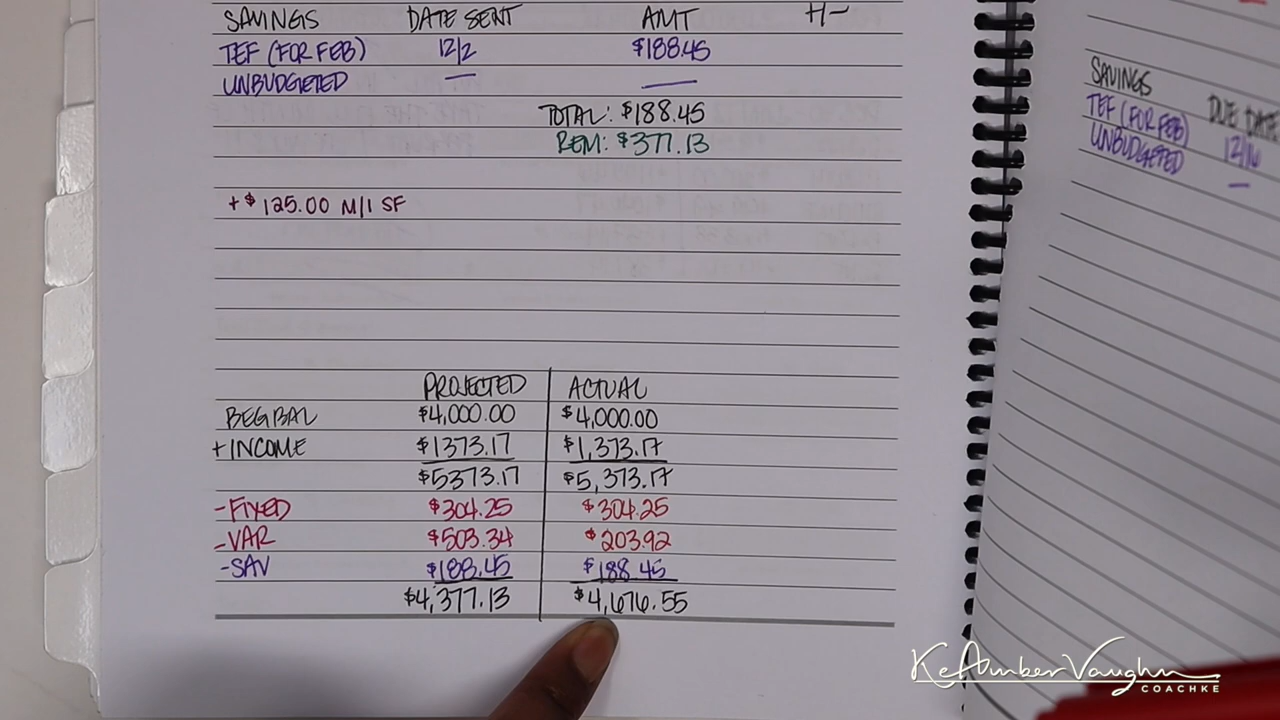 SAVINGS DATE SENT AMT +/-
TEF (FOR FEB) 12/2 $188.45
UNBUDGETED — —
TOTAL: $188.45
REM: $377.13
+ $125.00 M/I SF
PROJECTED ACTUAL
BEG BAL $4,000.00 $4,000.00
+ INCOME $1373.17 $1,373.17
$5373.17 $5,373.17
- FIXED $304.25 $304.25
- VAR $503.34 $203.92
- SAV $188.45 $188.45
$4,377.13 $4,676.55
SAVINGS DUE DATE
TEF (FOR FEB) 12/16
UNBUDGETED —
KeAmber Vaughn
COACHKE